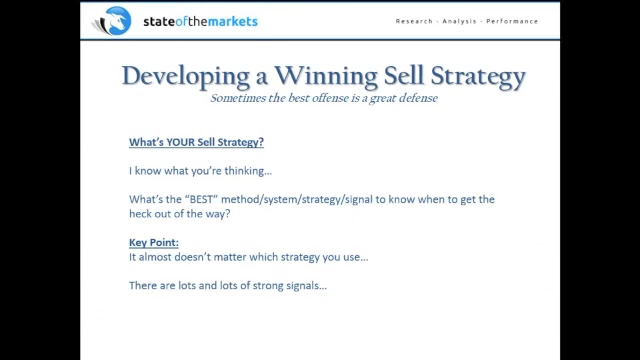 stateofthemarkets
Research · Analysis · Performance
Developing a Winning Sell Strategy
Sometimes the best offense is a great defense
What's YOUR Sell Strategy?
I know what you're thinking…
What's the "BEST" method/system/strategy/signal to know when to get the
heck out of the way?
Key Point:
It almost doesn't matter which strategy you use…
There are lots and lots of strong signals…